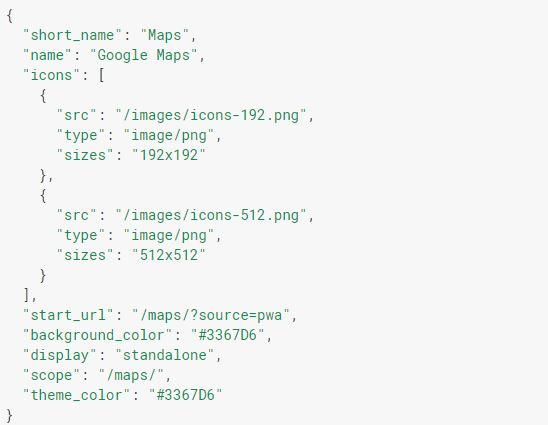 {
  "short_name": "Maps",
  "name": "Google Maps",
  "icons": [
    {
      "src": "/images/icons-192.png",
      "type": "image/png",
      "sizes": "192x192"
    },
    {
      "src": "/images/icons-512.png",
      "type": "image/png",
      "sizes": "512x512"
    }
  ],
  "start_url": "/maps/?source=pwa",
  "background_color": "#3367D6",
  "display": "standalone",
  "scope": "/maps/",
  "theme_color": "#3367D6"
}